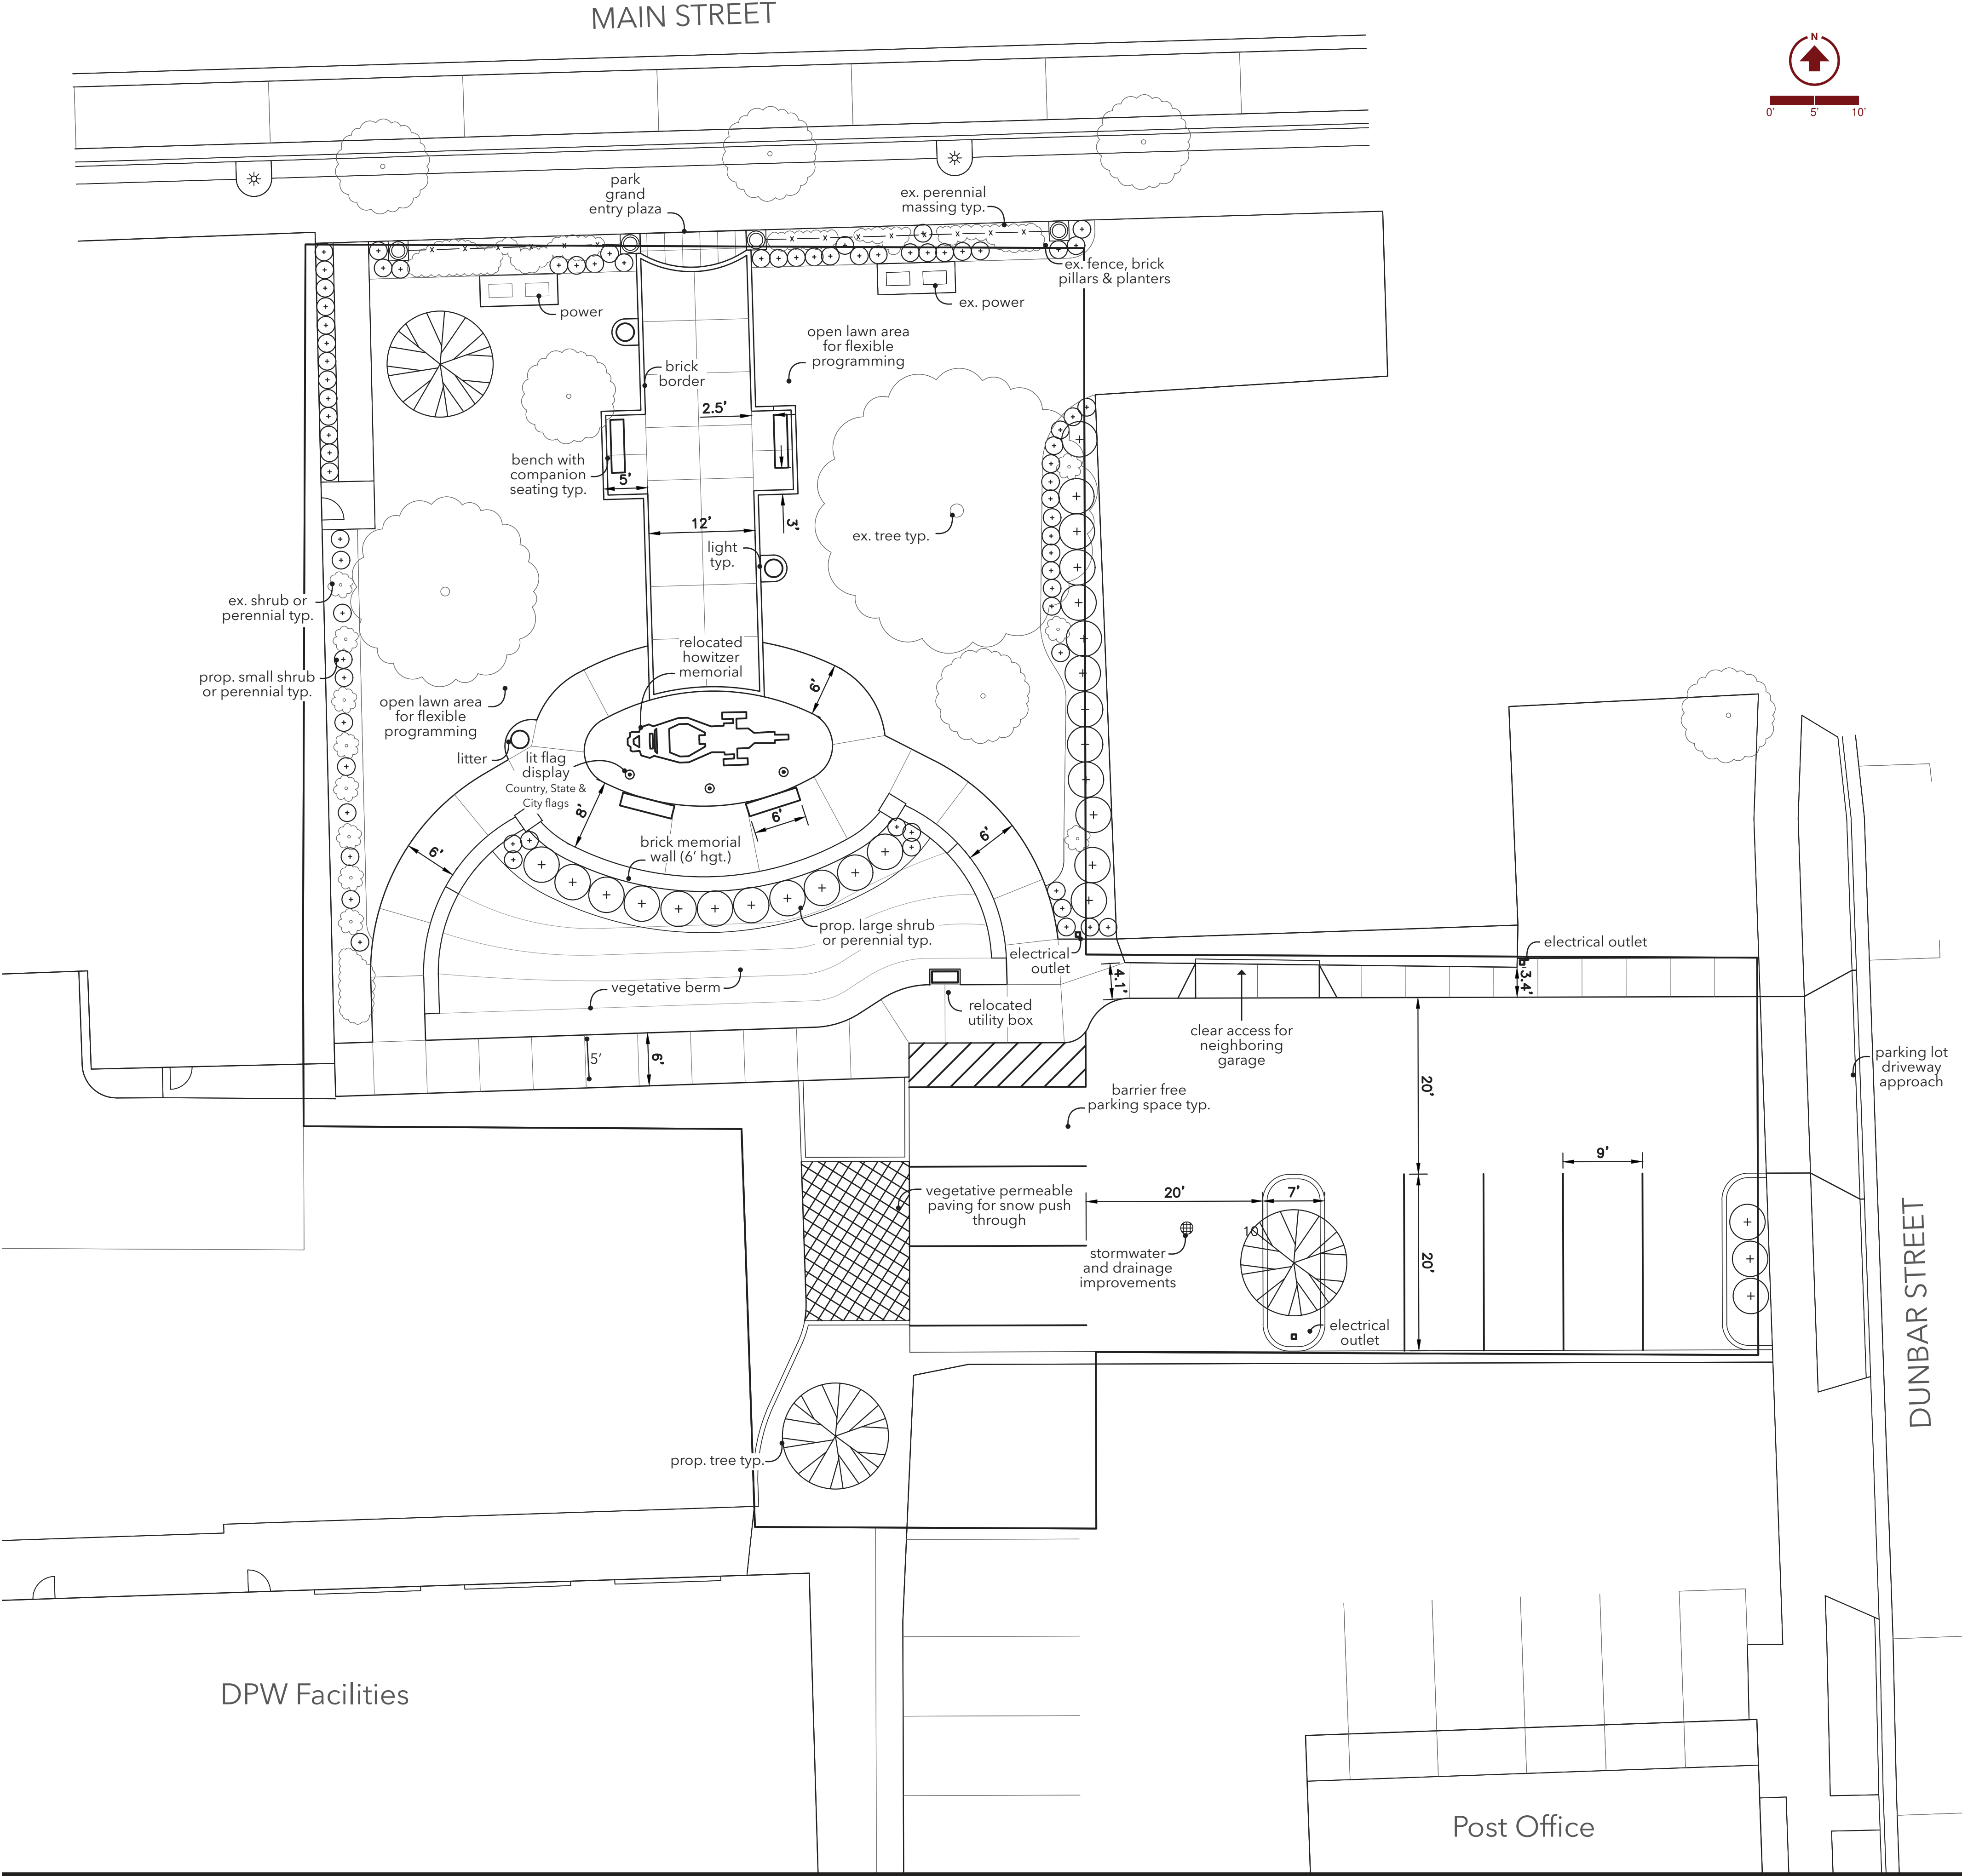 MAIN STREET
N
0' 5' 10'
park
grand
entry plaza
ex. perennial
massing typ.
ex. fence, brick
pillars & planters
power
ex. power
open lawn area
for flexible
programming
brick
border
2.5'
bench with
companion
seating typ.
5'
12'
3'
light
typ.
ex. tree typ.
ex. shrub or
perennial typ.
relocated
howitzer
memorial
6'
prop. small shrub
or perennial typ.
open lawn area
for flexible
programming
litter
lit flag
display
Country, State &
City flags
8'
6'
6'
6'
brick memorial
wall (6' hgt.)
prop. large shrub
or perennial typ.
electrical
outlet
electrical outlet
vegetative berm
relocated
utility box
4.1'
3.4'
clear access for
neighboring
garage
5'
6'
parking lot
driveway
approach
barrier free
parking space typ.
20'
9'
vegetative permeable
paving for snow push
through
20'
7'
10'
stormwater
and drainage
improvements
20'
electrical
outlet
DUNBAR STREET
prop. tree typ.
DPW Facilities
Post Office